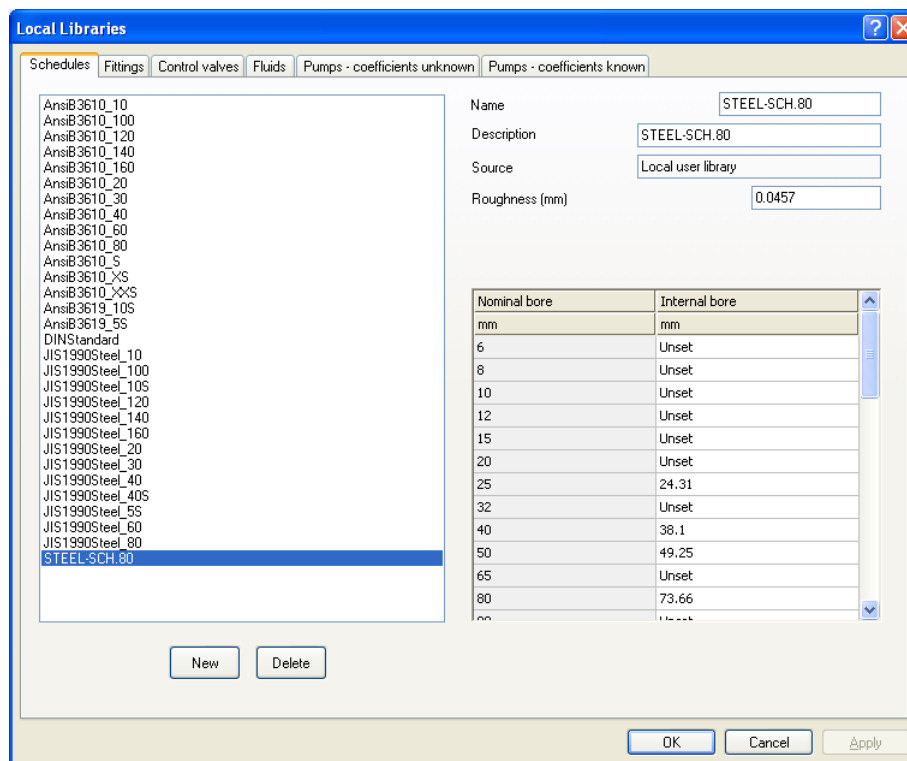 Local Libraries
Schedules Fittings Control valves Fluids Pumps - coefficients unknown Pumps - coefficients known
AnsiB3610_10
AnsiB3610_100
AnsiB3610_120
AnsiB3610_140
AnsiB3610_160
AnsiB3610_20
AnsiB3610_30
AnsiB3610_40
AnsiB3610_60
AnsiB3610_80
AnsiB3610_S
AnsiB3610_XS
AnsiB3610_XXS
AnsiB3619_10S
AnsiB3619_5S
DINStandard
JIS1990Steel_10
JIS1990Steel_100
JIS1990Steel_10S
JIS1990Steel_120
JIS1990Steel_140
JIS1990Steel_160
JIS1990Steel_20
JIS1990Steel_30
JIS1990Steel_40
JIS1990Steel_40S
JIS1990Steel_5S
JIS1990Steel_60
JIS1990Steel_80
STEEL-SCH.80
New Delete
Name STEEL-SCH.80
Description STEEL-SCH.80
Source Local user library
Roughness (mm) 0.0457
Nominal bore Internal bore
mm mm
6 Unset
8 Unset
10 Unset
12 Unset
15 Unset
20 Unset
25 24.31
32 Unset
40 38.1
50 49.25
65 Unset
80 73.66
OK Cancel Apply